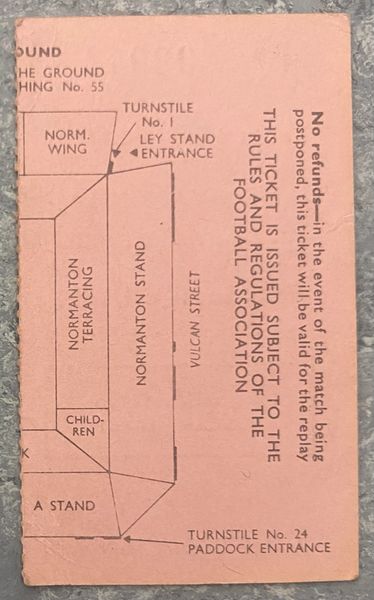 OUND
HE GROUND
HING No. 55
TURNSTILE
No. 1
LEY STAND
ENTRANCE
NORM.
WING
NORMANTON
TERRACING
NORMANTON STAND
VULCAN STREET
CHILD-
REN
K
A STAND
TURNSTILE No. 24
PADDOCK ENTRANCE
No refunds—in the event of the match being
postponed, this ticket will be valid for the replay
THIS TICKET IS ISSUED SUBJECT TO THE
RULES AND REGULATIONS OF THE
FOOTBALL ASSOCIATION